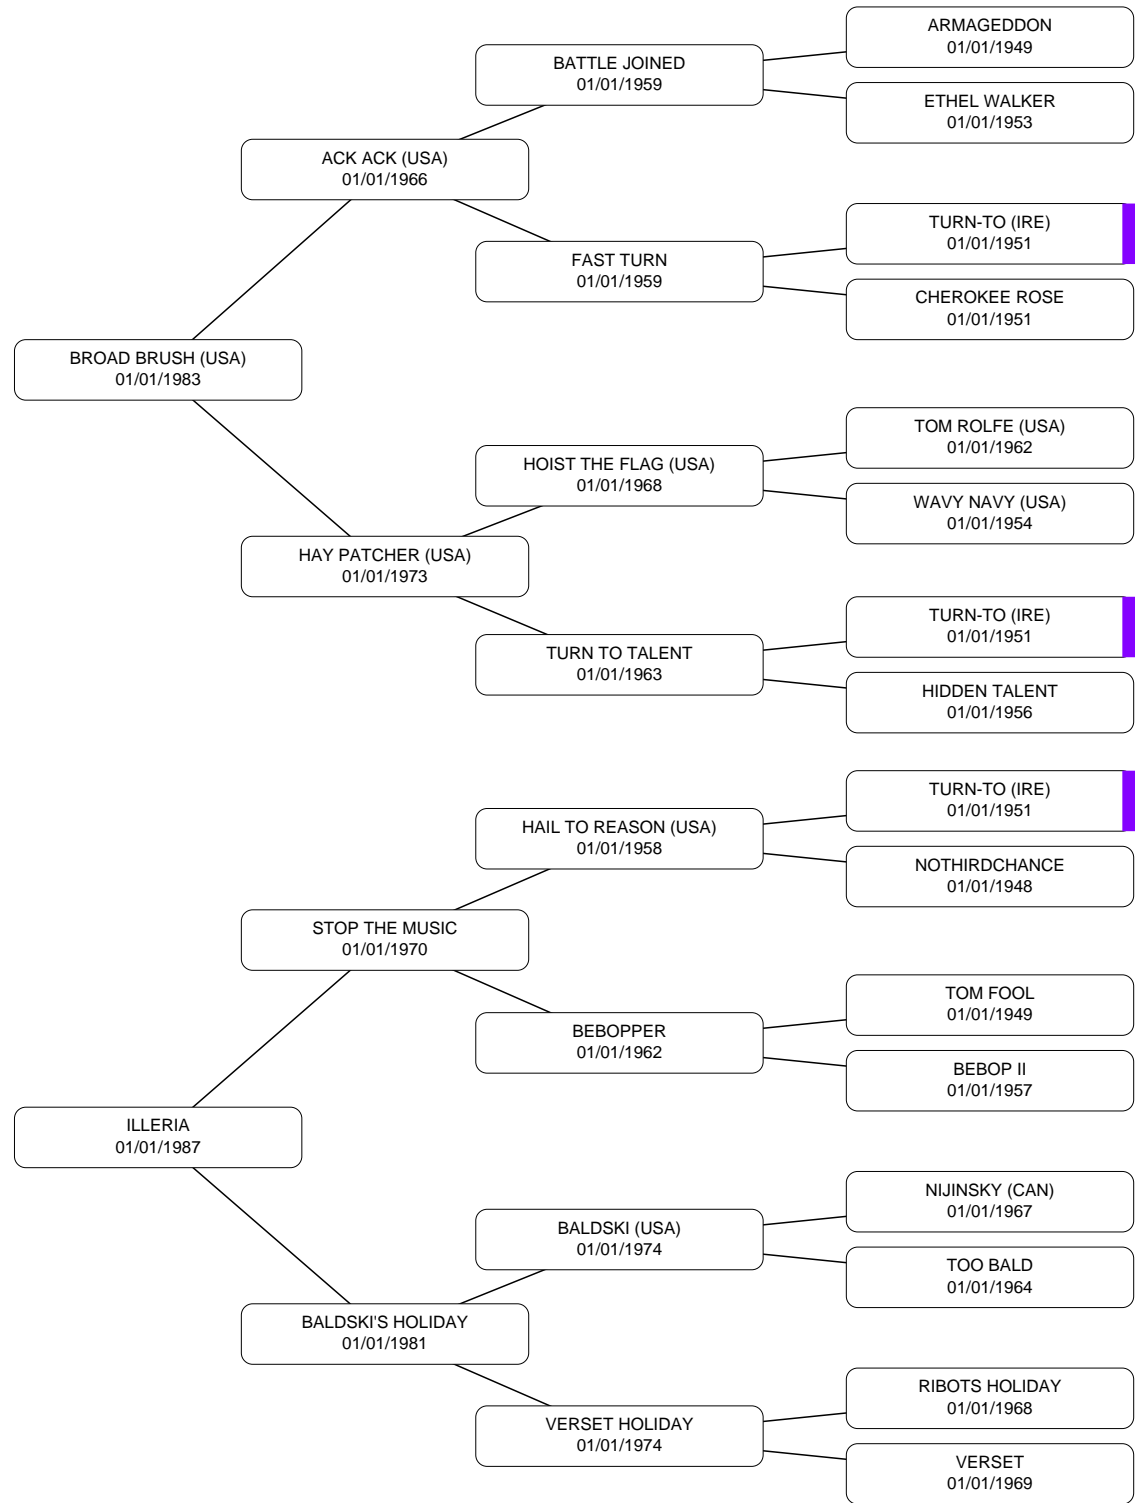 ARMAGEDDON
01/01/1949
BATTLE JOINED
01/01/1959
ETHEL WALKER
01/01/1953
ACK ACK (USA)
01/01/1966
TURN-TO (IRE)
01/01/1951
FAST TURN
01/01/1959
CHEROKEE ROSE
01/01/1951
BROAD BRUSH (USA)
01/01/1983
TOM ROLFE (USA)
01/01/1962
HOIST THE FLAG (USA)
01/01/1968
WAVY NAVY (USA)
01/01/1954
HAY PATCHER (USA)
01/01/1973
TURN-TO (IRE)
01/01/1951
TURN TO TALENT
01/01/1963
HIDDEN TALENT
01/01/1956
TURN-TO (IRE)
01/01/1951
HAIL TO REASON (USA)
01/01/1958
NOTHIRDCHANCE
01/01/1948
STOP THE MUSIC
01/01/1970
TOM FOOL
01/01/1949
BEBOPPER
01/01/1962
BEBOP II
01/01/1957
ILLERIA
01/01/1987
NIJINSKY (CAN)
01/01/1967
BALDSKI (USA)
01/01/1974
TOO BALD
01/01/1964
BALDSKI'S HOLIDAY
01/01/1981
RIBOTS HOLIDAY
01/01/1968
VERSET HOLIDAY
01/01/1974
VERSET
01/01/1969